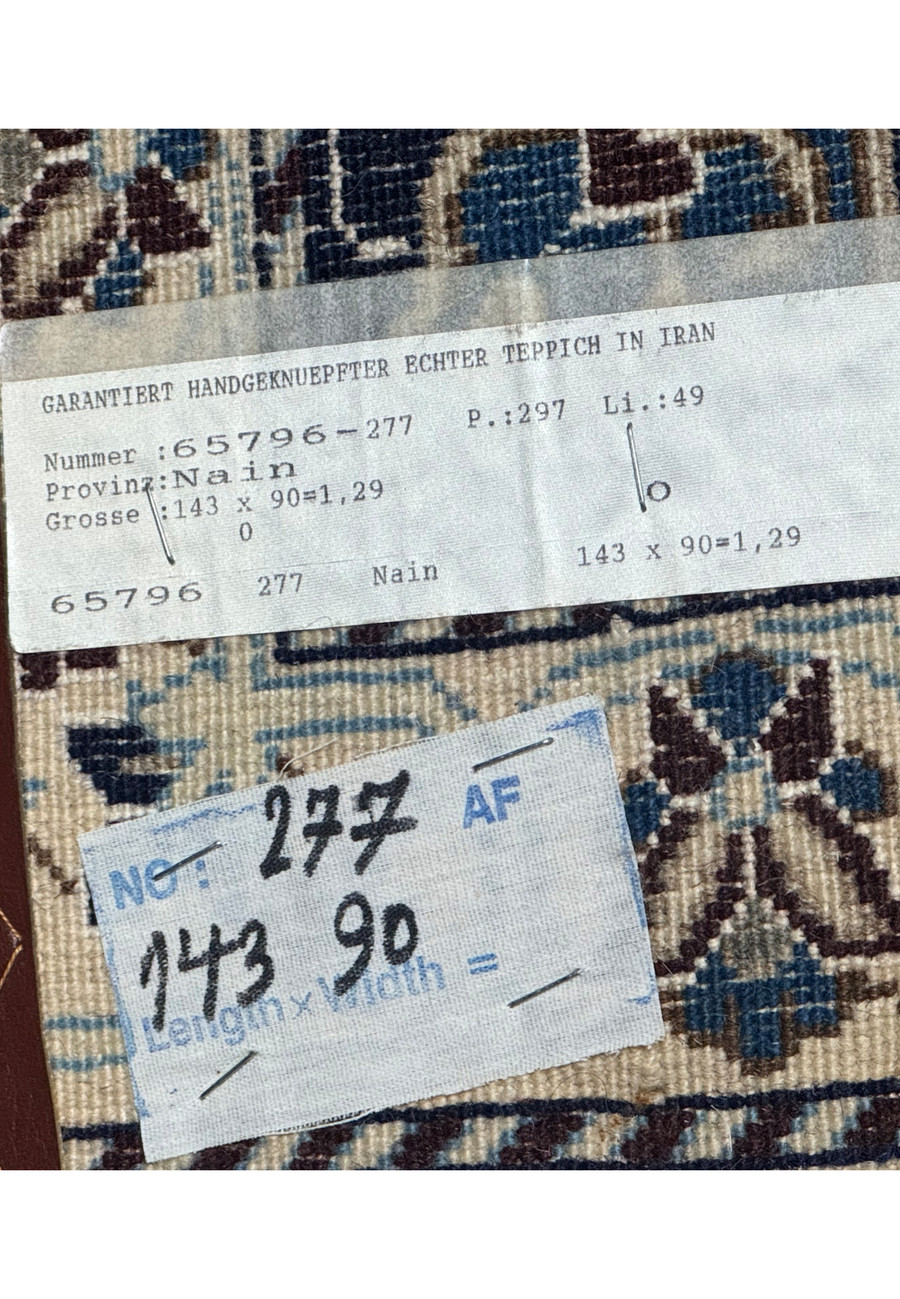 GARANTIERT HANDGEKNUEPFTER ECHTER TEPPICH IN IRAN
Nummer :65796-277 P.:297 Li.:49
Provinz:Nain
Grosse :143 x 90=1,29
0 0
65796 277 Nain 143 x 90=1,29
NO: 277 AF
143 90
Length x Width =